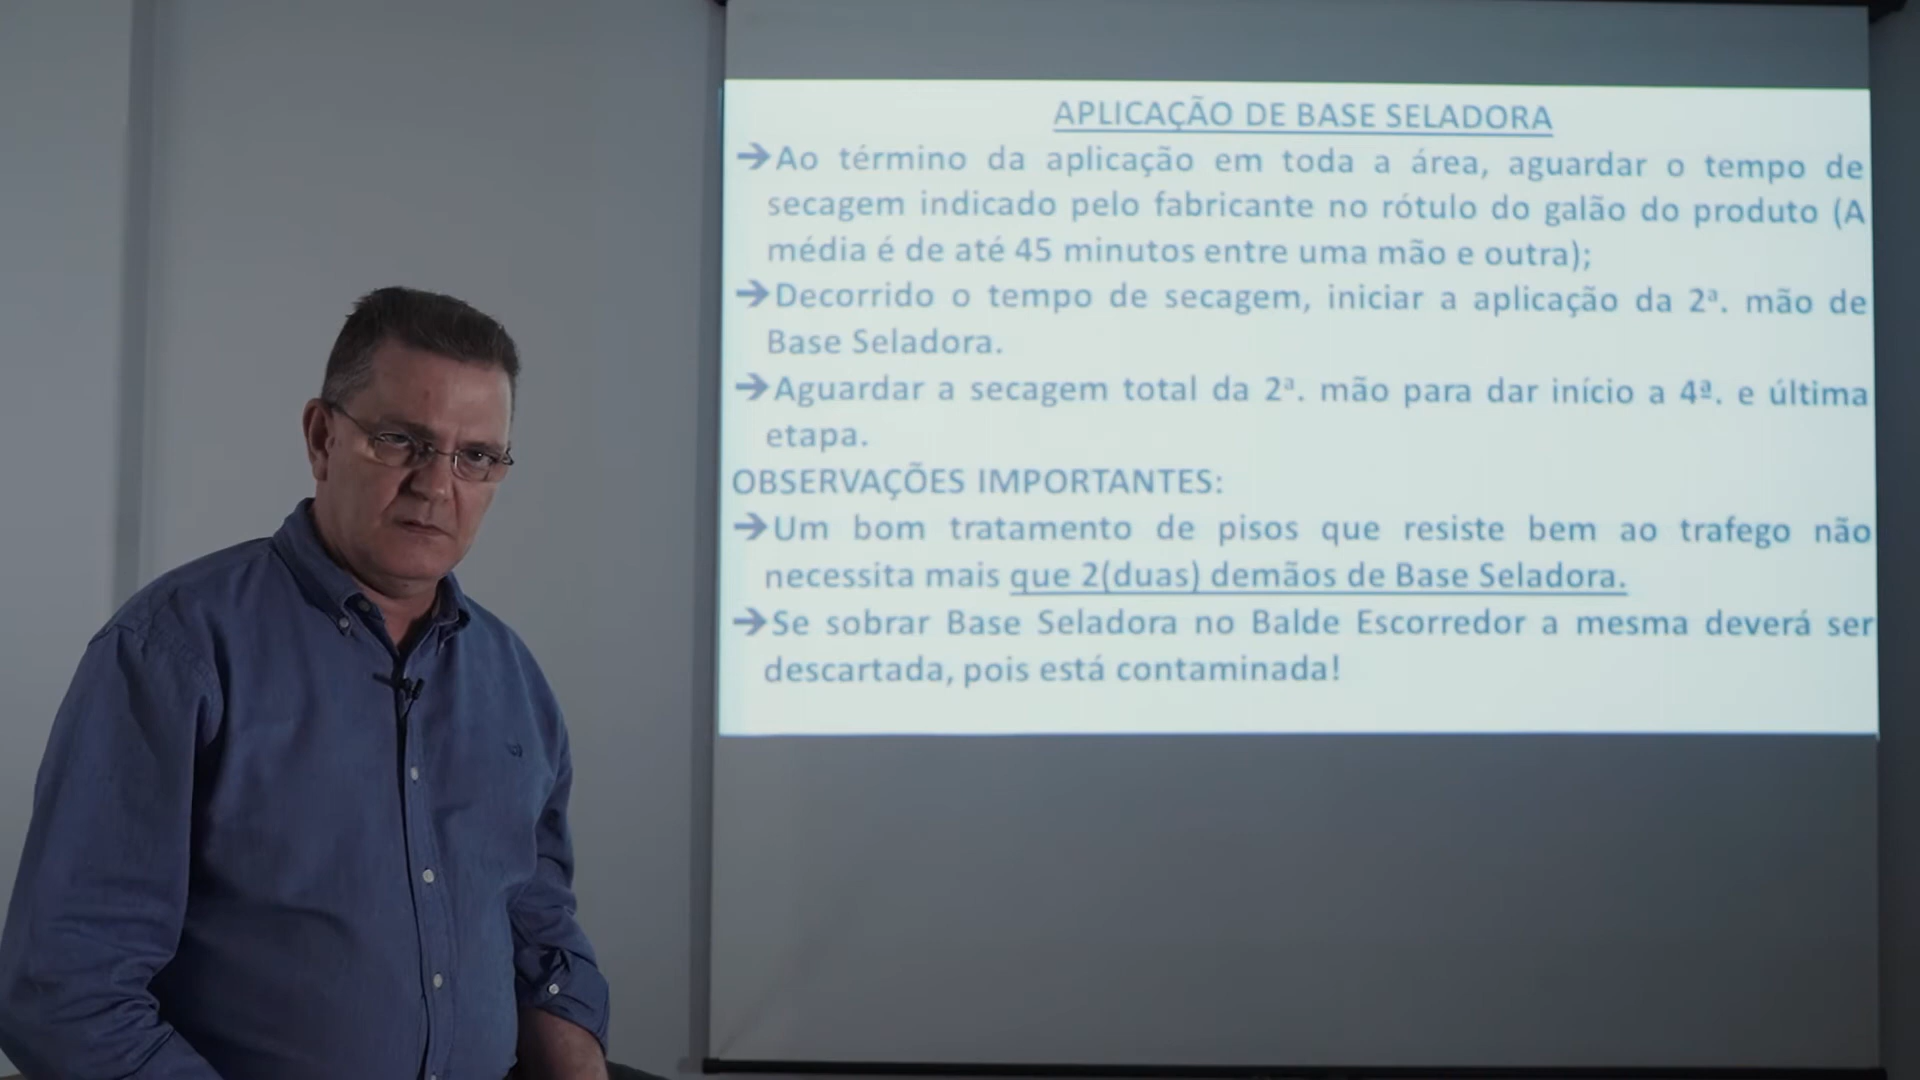 APLICAÇÃO DE BASE SELADORA
➔Ao término da aplicação em toda a área, aguardar o tempo de
secagem indicado pelo fabricante no rótulo do galão do produto (A
média é de até 45 minutos entre uma mão e outra);
➔Decorrido o tempo de secagem, iniciar a aplicação da 2ª. mão de
Base Seladora.
➔Aguardar a secagem total da 2ª. mão para dar início a 4ª. e última
etapa.
OBSERVAÇÕES IMPORTANTES:
➔Um bom tratamento de pisos que resiste bem ao trafego não
necessita mais que 2(duas) demãos de Base Seladora.
➔Se sobrar Base Seladora no Balde Escorredor a mesma deverá ser
descartada, pois está contaminada!